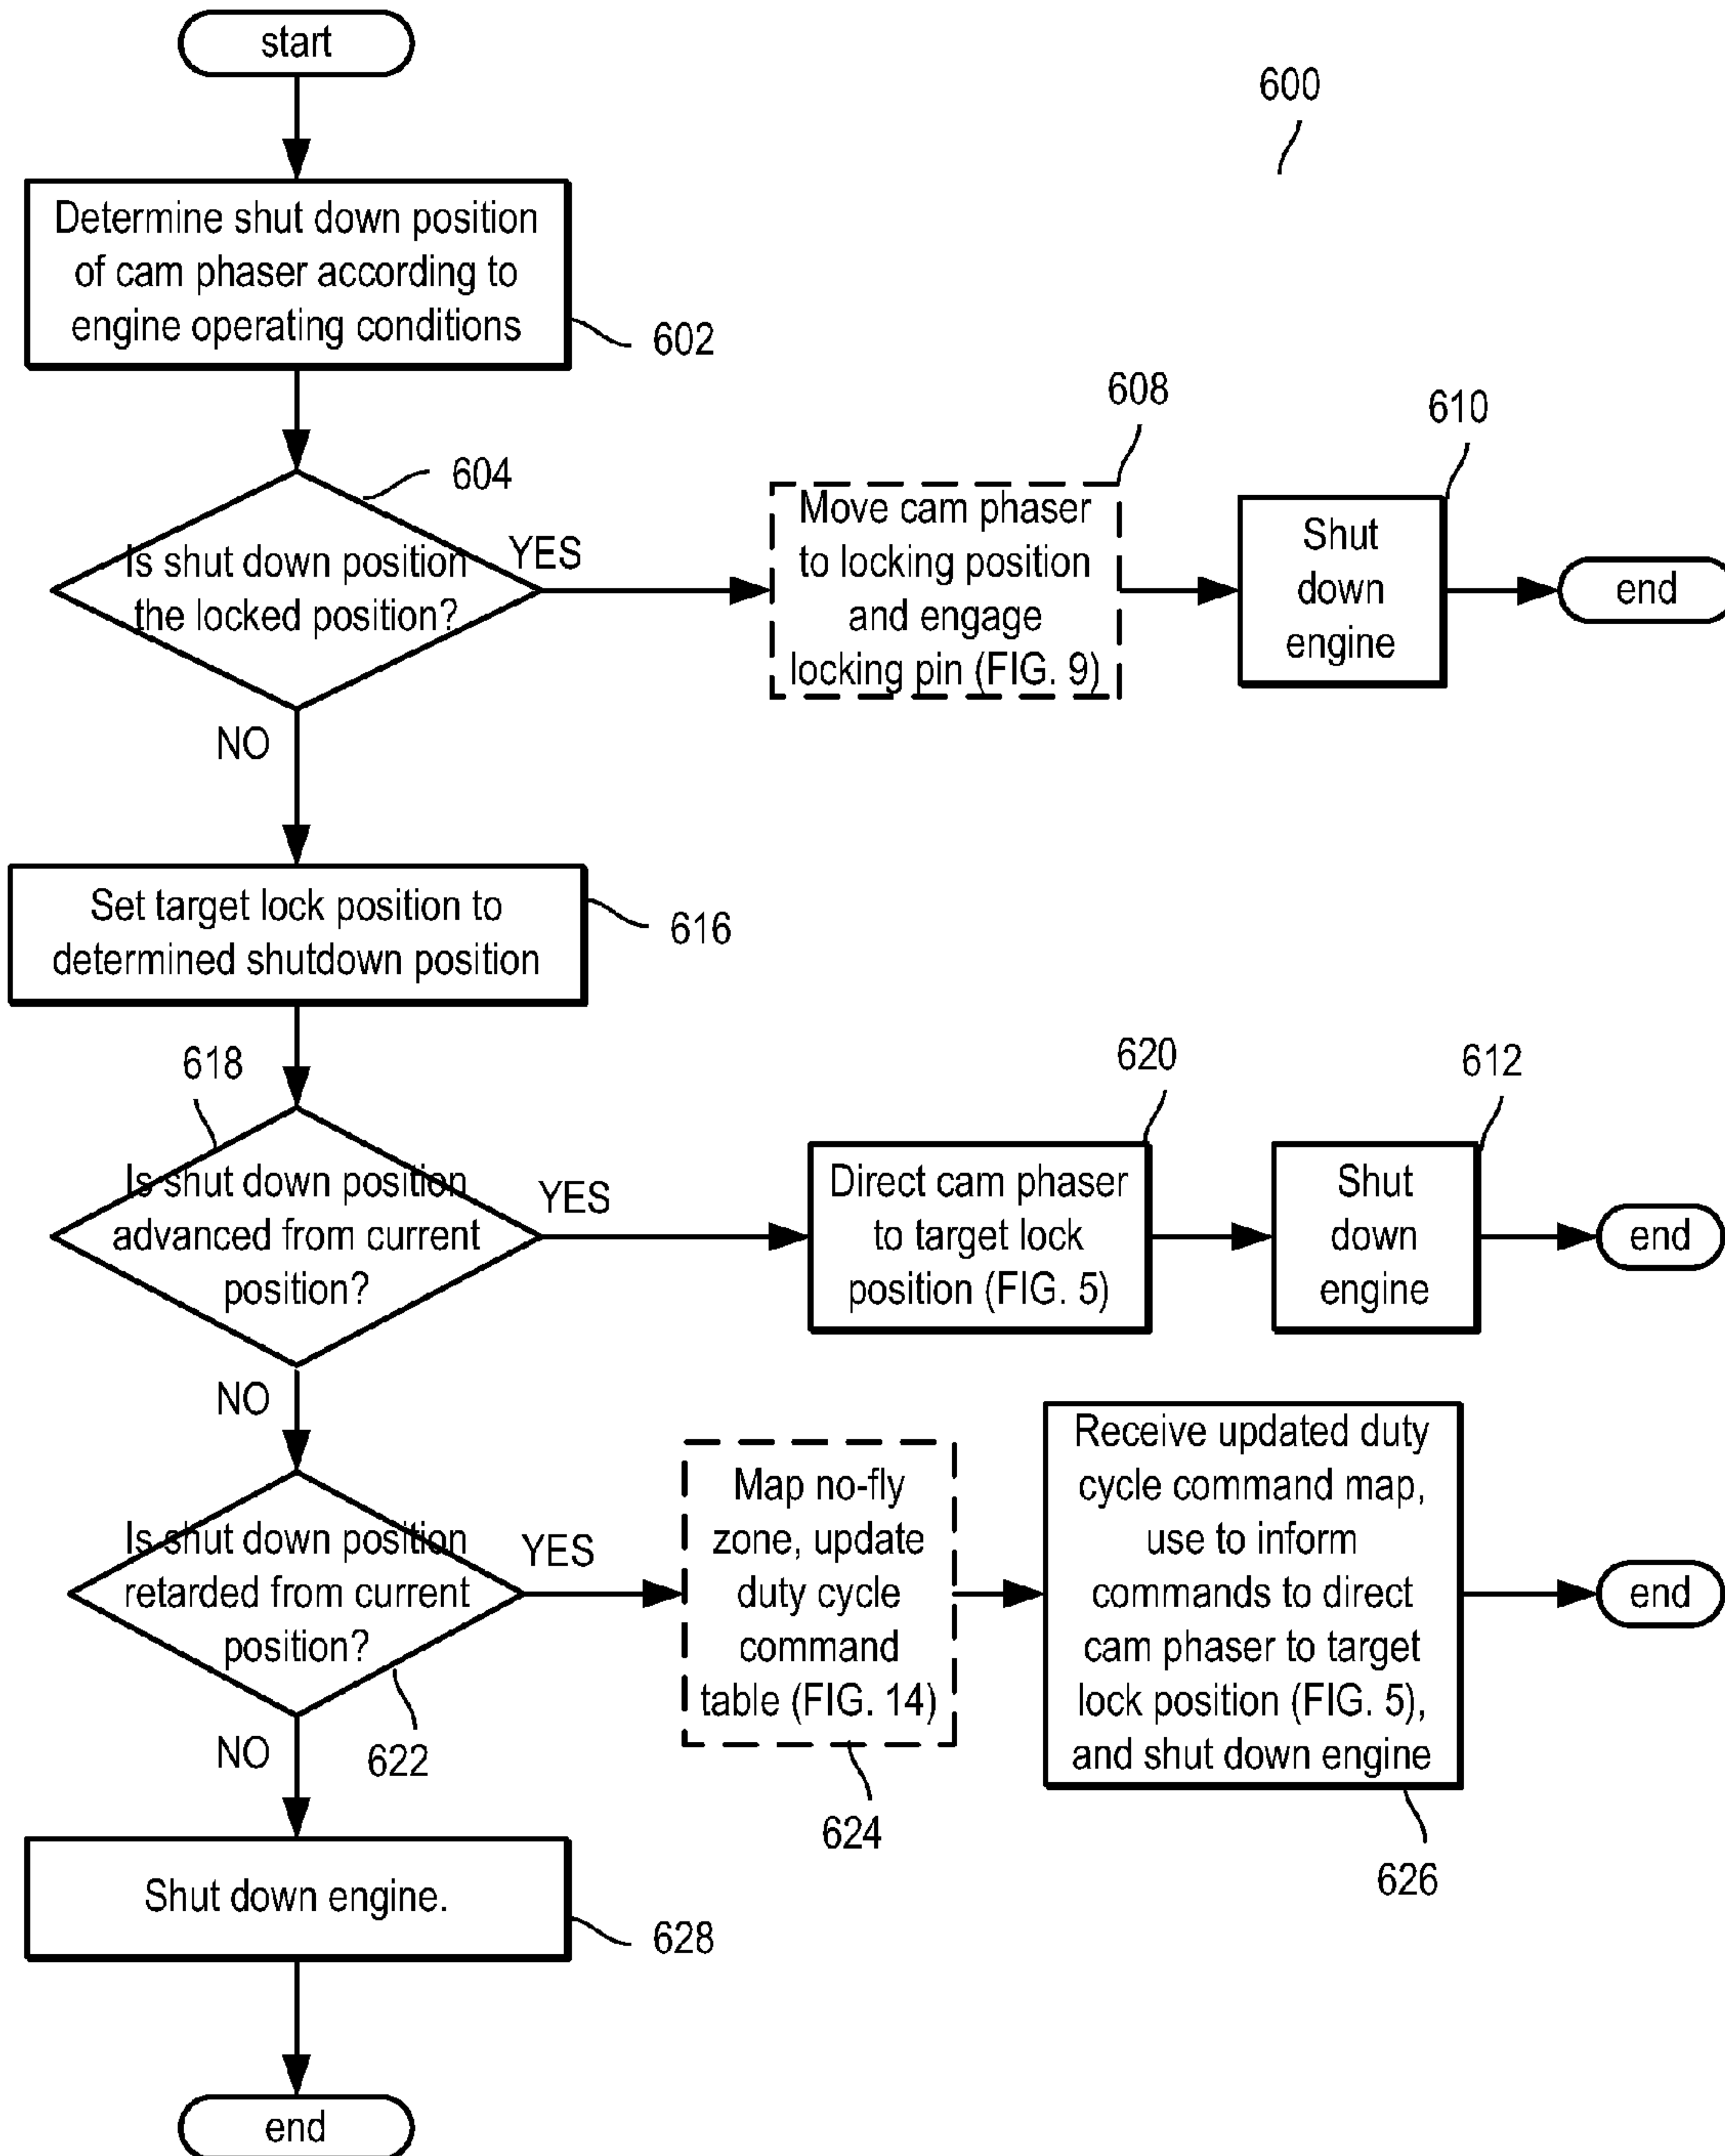 start
600
Determine shut down position
of cam phaser according to
engine operating conditions
602
604
Is shut down position
the locked position?
YES
NO
608
Move cam phaser
to locking position
and engage
locking pin (FIG. 9)
610
Shut
down
engine
end
Set target lock position to
determined shutdown position
616
618
Is shut down position
advanced from current
position?
YES
NO
620
Direct cam phaser
to target lock
position (FIG. 5)
612
Shut
down
engine
end
Is shut down position
retarded from current
position?
YES
NO
622
Map no-fly
zone, update
duty cycle
command
table (FIG. 14)
624
Receive updated duty
cycle command map,
use to inform
commands to direct
cam phaser to target
lock position (FIG. 5),
and shut down engine
626
end
Shut down engine.
628
end